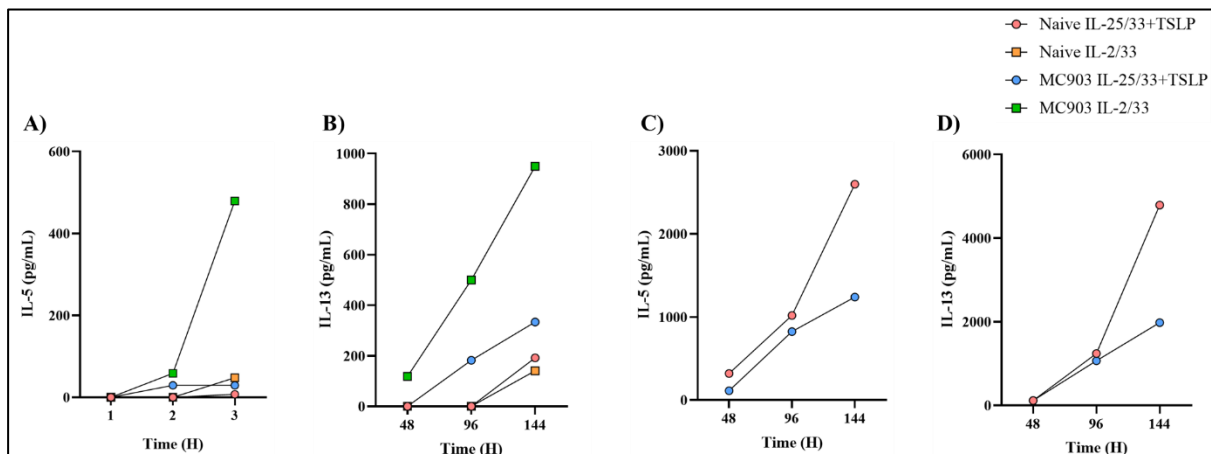 Naive IL-25/33+TSLP
Naive IL-2/33
MC903 IL-25/33+TSLP
MC903 IL-2/33
A)
600
400
200
0
IL-5 (pg/mL)
1 2 3
Time (H)
B)
1000
800
600
400
200
0
IL-13 (pg/mL)
48 96 144
Time (H)
C)
3000
2000
1000
0
IL-5 (pg/mL)
48 96 144
Time (H)
D)
6000
4000
2000
0
IL-13 (pg/mL)
48 96 144
Time (H)